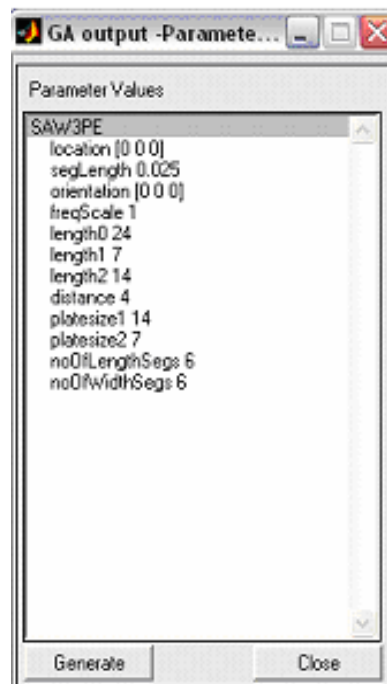 GA output -Paramete...
Parameter Values
SAW3PE
location [0 0 0]
segLength 0.025
orientation [0 0 0]
freqScale 1
length0 24
length1 7
length2 14
distance 4
platesize1 14
platesize2 7
noOfLengthSegs 6
noOfWidthSegs 6
Generate
Close